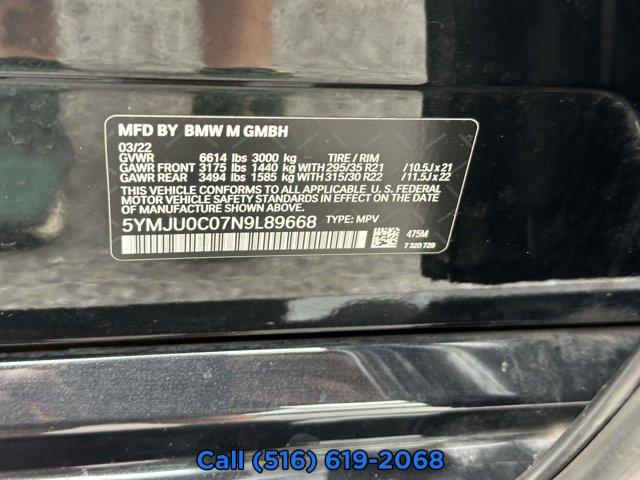 MFD BY BMW M GMBH
03/22
GVWR 6614 lbs 3000 kg TIRE / RIM
GAWR FRONT 3175 lbs 1440 kg WITH 295/35 R21 / 10.5J x 21
GAWR REAR 3494 lbs 1585 kg WITH 315/30 R22 / 11.5J x 22
THIS VEHICLE CONFORMS TO ALL APPLICABLE U. S. FEDERAL
MOTOR VEHICLE SAFETY STANDARDS IN EFFECT ON THE DATE
OF MANUFACTURE SHOWN ABOVE.
5YMJU0C07N9L89668 TYPE: MPV
475M
7 320 729
Call (516) 619-2068